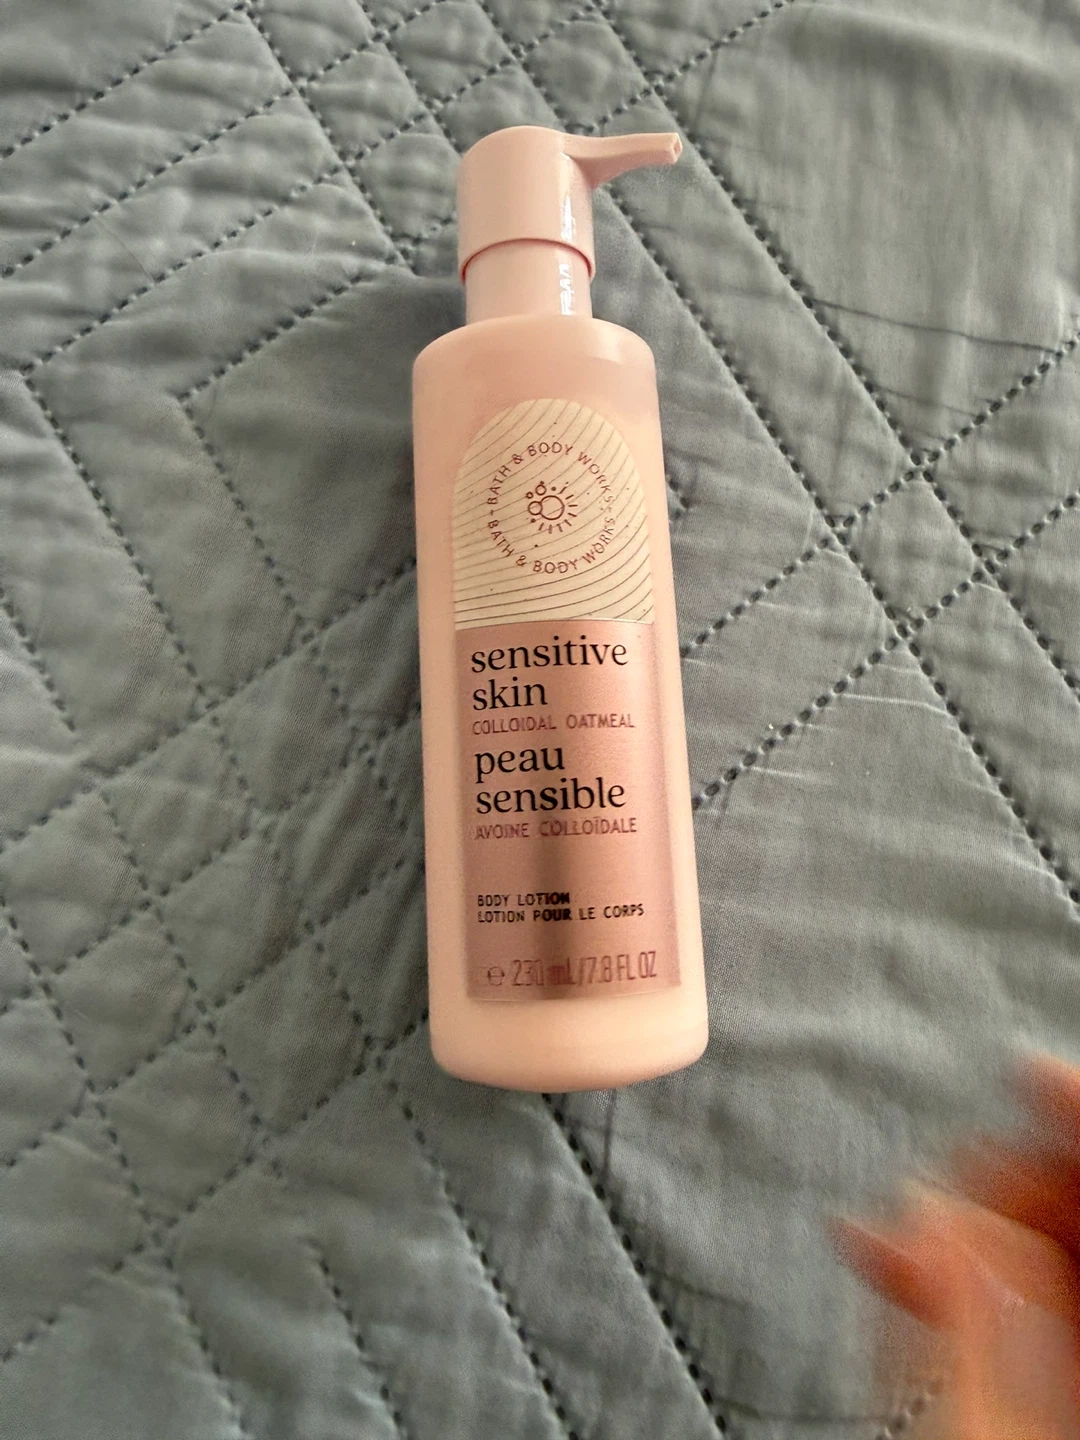 BATH & BODY WORKS
BATH & BODY WORKS
sensitive
skin
COLLOIDAL OATMEAL
peau
sensible
AVOINE COLLOÏDALE
BODY LOTION
LOTION POUR LE CORPS
℮ 230 mL/7.8 FL OZ